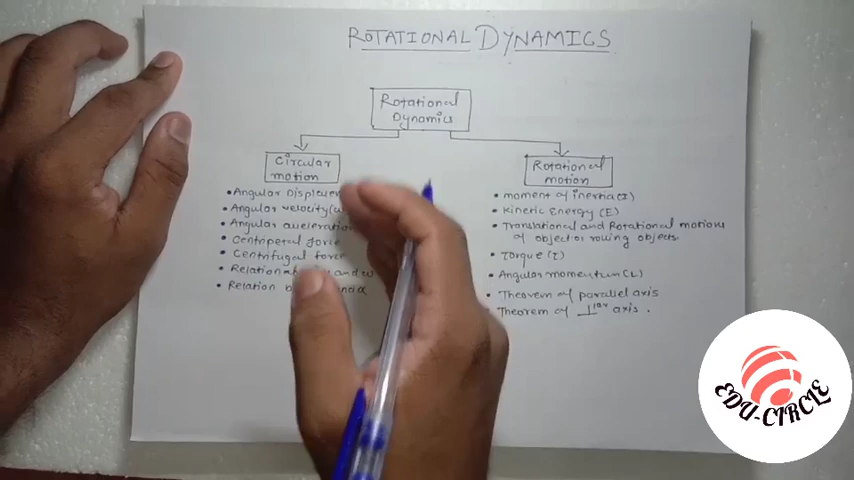 ROTATIONAL DYNAMICS
Rotational
Dynamics
Circular
motion
• Angular Displacem
• Angular velocity(ω
• Angular acceleration
• Centripetal force
• Centrifugal force
• Relation and ω
• Relation b and α
Rotational
motion
• moment of inertia(I)
• Kinetic Energy (E)
• Translational and Rotational motions
of object or rolling objects.
• Torque (τ)
• Angular momentum (L)
• Theorem of parallel axis
• Theorem of ⊥lar axis.
EDU-CIRCLE